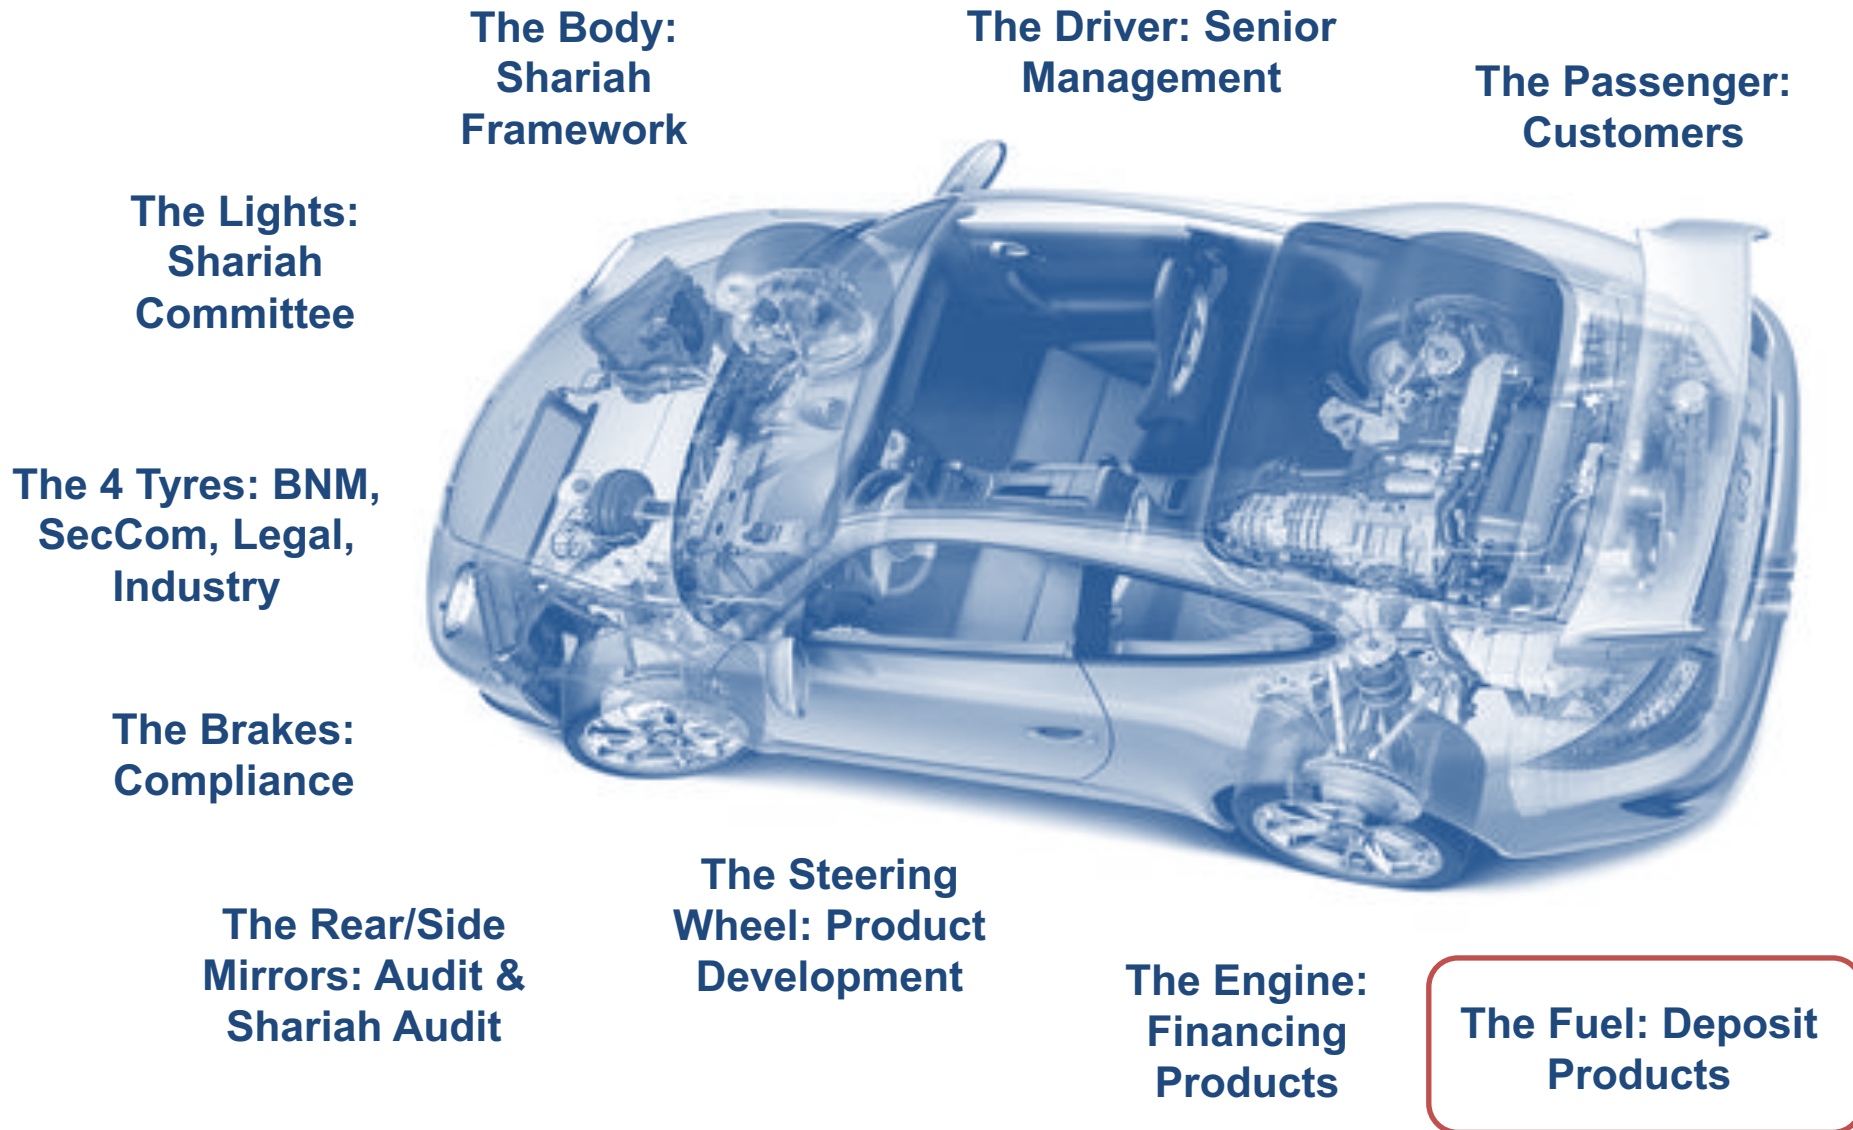 The Body:
Shariah
Framework
The Driver: Senior
Management
The Passenger:
Customers
The Lights:
Shariah
Committee
The 4 Tyres: BNM,
SecCom, Legal,
Industry
The Brakes:
Compliance
The Rear/Side
Mirrors: Audit &
Shariah Audit
The Steering
Wheel: Product
Development
The Engine:
Financing
Products
The Fuel: Deposit
Products